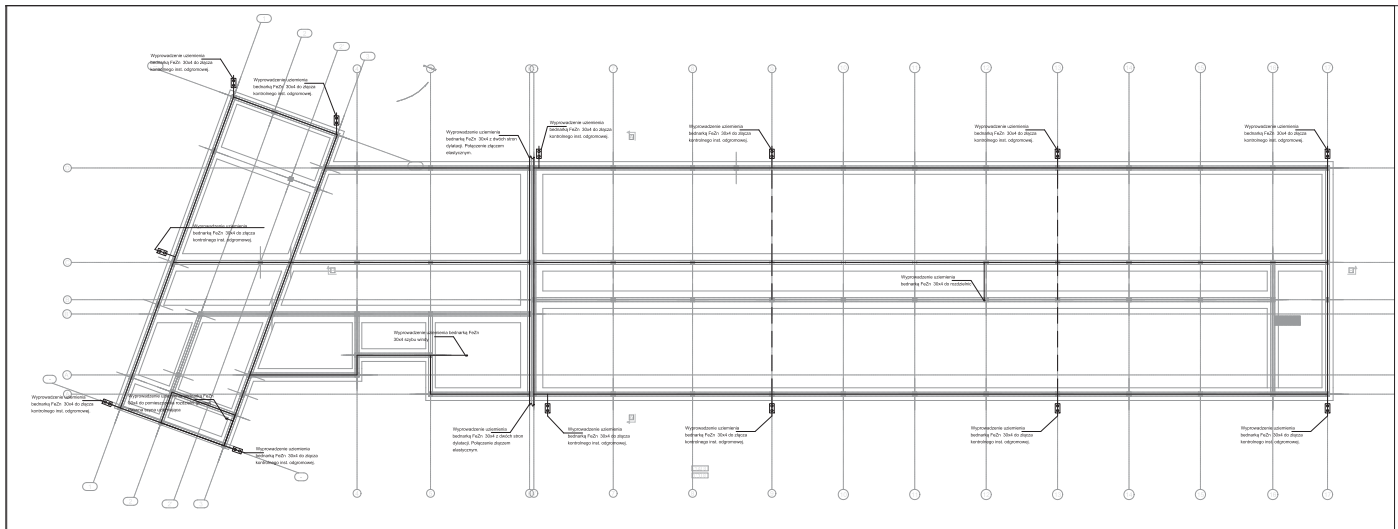 Wyprowadzenie uziemienia
bednarką FeZn 30x4 do złącza
kontrolnego inst. odgromowej.
Wyprowadzenie uziemienia
bednarką FeZn 30x4 do złącza
kontrolnego inst. odgromowej.
Wyprowadzenie uziemienia
bednarką FeZn 30x4 z dwóch stron
dylatacji. Połączenie złączem
elastycznym.
Wyprowadzenie uziemienia
bednarką FeZn 30x4 do złącza
kontrolnego inst. odgromowej.
Wyprowadzenie uziemienia
bednarką FeZn 30x4 do złącza
kontrolnego inst. odgromowej.
Wyprowadzenie uziemienia
bednarką FeZn 30x4 do złącza
kontrolnego inst. odgromowej.
Wyprowadzenie uziemienia
bednarką FeZn 30x4 do złącza
kontrolnego inst. odgromowej.
Wyprowadzenie uziemienia
bednarką FeZn 30x4 do złącza
kontrolnego inst. odgromowej.
Wyprowadzenie uziemienia
bednarką FeZn 30x4 do rozdzielnic
Wyprowadzenie uziemienia bednarką FeZn
30x4 szybu windy
Wyprowadzenie uziemienia
bednarką FeZn 30x4 do złącza
kontrolnego inst. odgromowej.
Wyprowadzenie uziemienia bednarką FeZn
30x4 do pomieszczenia
Wyprowadzenie uziemienia
bednarką FeZn 30x4 do złącza
kontrolnego inst. odgromowej.
Wyprowadzenie uziemienia
bednarką FeZn 30x4 z dwóch stron
dylatacji. Połączenie złączem
elastycznym.
Wyprowadzenie uziemienia
bednarką FeZn 30x4 do złącza
kontrolnego inst. odgromowej.
Wyprowadzenie uziemienia
bednarką FeZn 30x4 do złącza
kontrolnego inst. odgromowej.
Wyprowadzenie uziemienia
bednarką FeZn 30x4 do złącza
kontrolnego inst. odgromowej.
Wyprowadzenie uziemienia
bednarką FeZn 30x4 do złącza
kontrolnego inst. odgromowej.